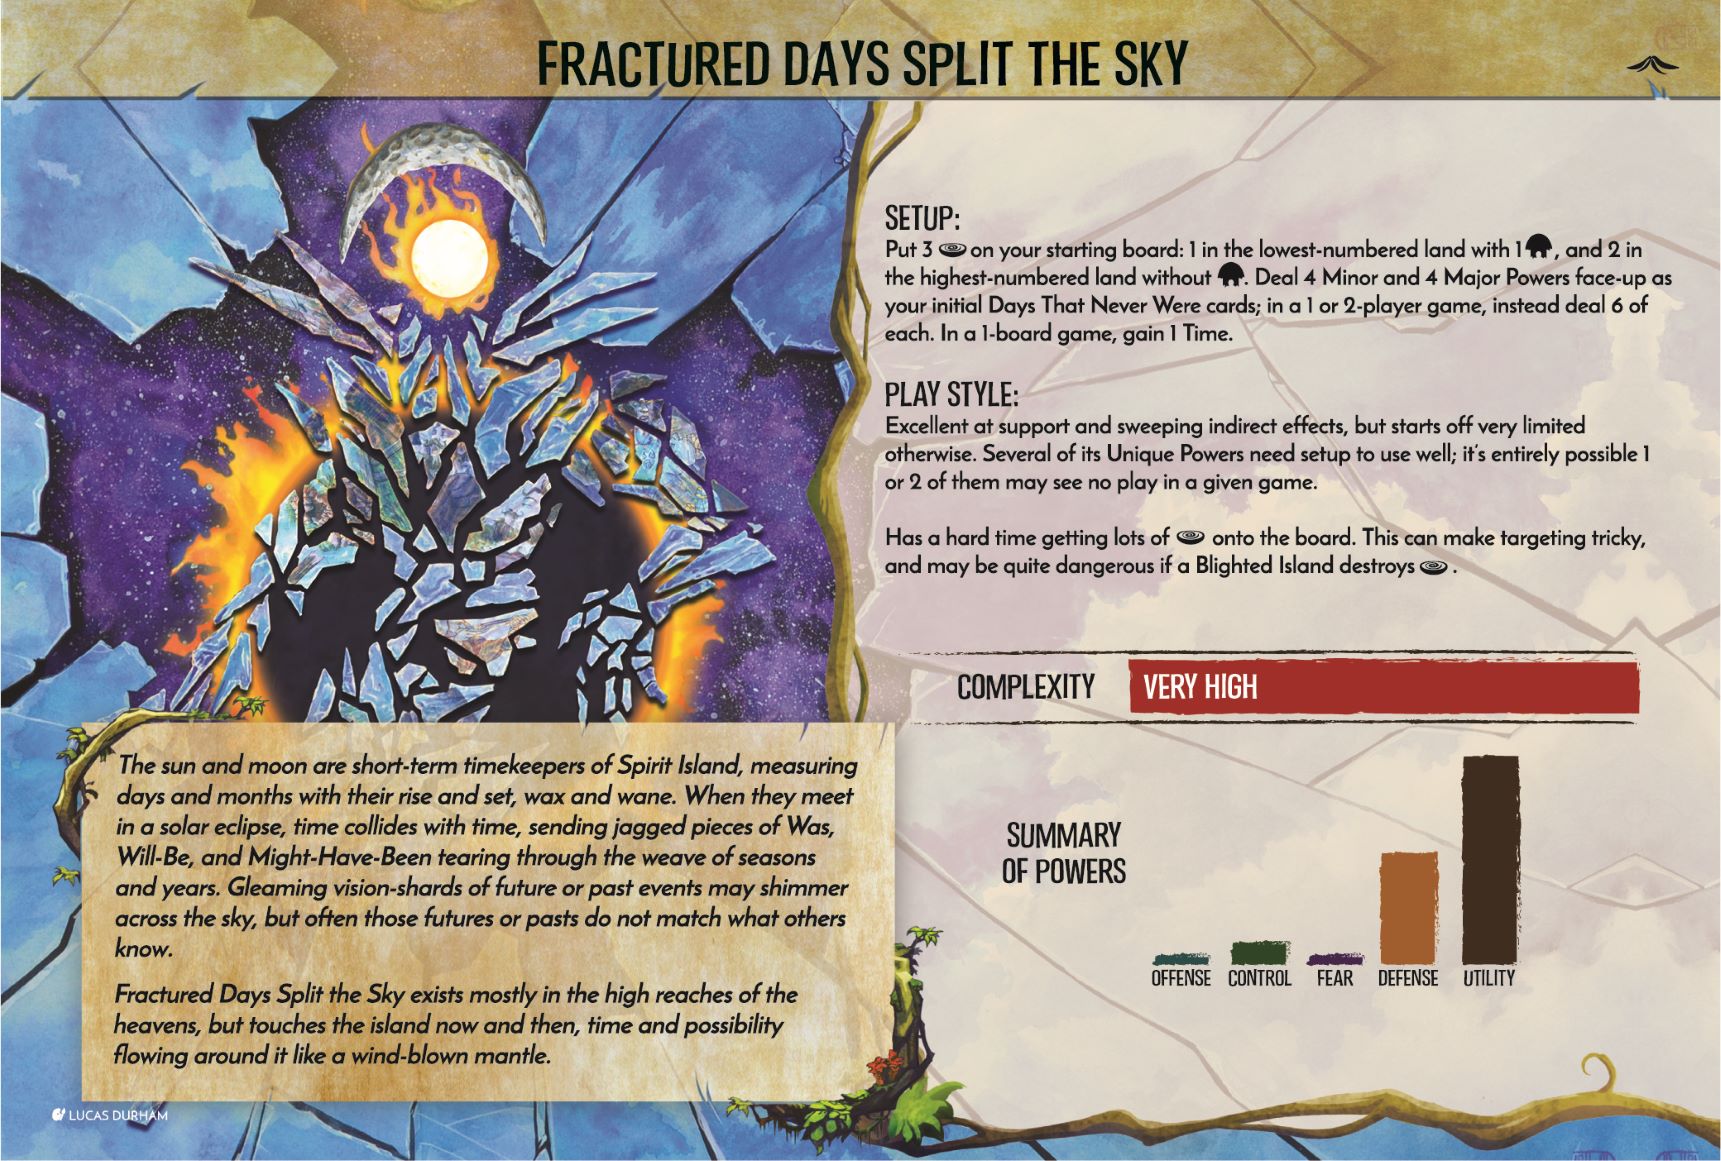 FRACTURED DAYS SPLIT THE SKY
SETUP:
Put 3 on your starting board: 1 in the lowest-numbered land with 1 , and 2 in
the highest-numbered land without . Deal 4 Minor and 4 Major Powers face-up as
your initial Days That Never Were cards; in a 1 or 2-player game, instead deal 6 of
each. In a 1-board game, gain 1 Time.
PLAY STYLE:
Excellent at support and sweeping indirect effects, but starts off very limited
otherwise. Several of its Unique Powers need setup to use well; it's entirely possible 1
or 2 of them may see no play in a given game.
Has a hard time getting lots of onto the board. This can make targeting tricky,
and may be quite dangerous if a Blighted Island destroys .
COMPLEXITY VERY HIGH
SUMMARY
OF POWERS
OFFENSE CONTROL FEAR DEFENSE UTILITY
The sun and moon are short-term timekeepers of Spirit Island, measuring
days and months with their rise and set, wax and wane. When they meet
in a solar eclipse, time collides with time, sending jagged pieces of Was,
Will-Be, and Might-Have-Been tearing through the weave of seasons
and years. Gleaming vision-shards of future or past events may shimmer
across the sky, but often those futures or pasts do not match what others
know.
Fractured Days Split the Sky exists mostly in the high reaches of the
heavens, but touches the island now and then, time and possibility
flowing around it like a wind-blown mantle.
LUCAS DURHAM